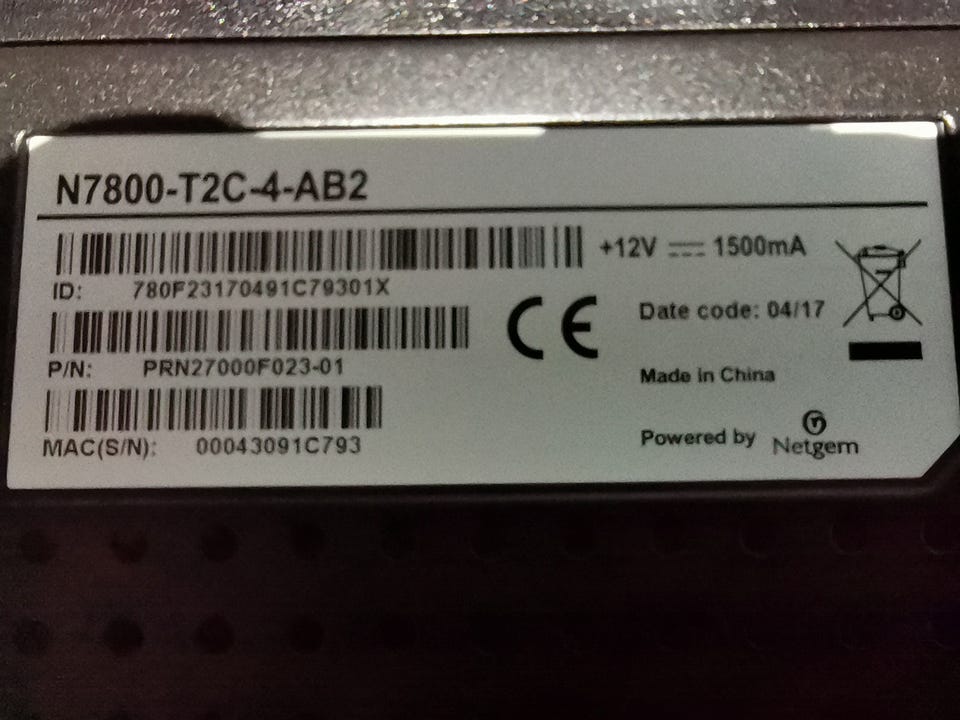 N7800-T2C-4-AB2
+12V ⎓ 1500mA
ID: 780F23170491C79301X
Date code: 04/17
P/N: PRN27000F023-01
CE
Made in China
MAC(S/N): 00043091C793
Powered by Netgem